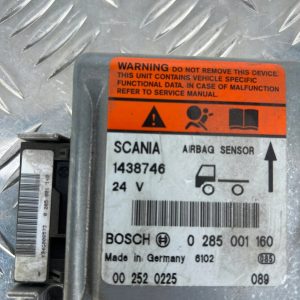 WARNING DO NOT REMOVE THIS DEVICE.
THIS UNIT CONTAINS VEHICLE SPECIFIC
FUNCTIONAL DATA. IN CASE OF MALFUNCTION
REFER TO SERVICE MANUAL.
SCANIA AIRBAG SENSOR
1438746
24 V
BOSCH 0 285 001 160
Made in Germany 6102
00 252 0225 089